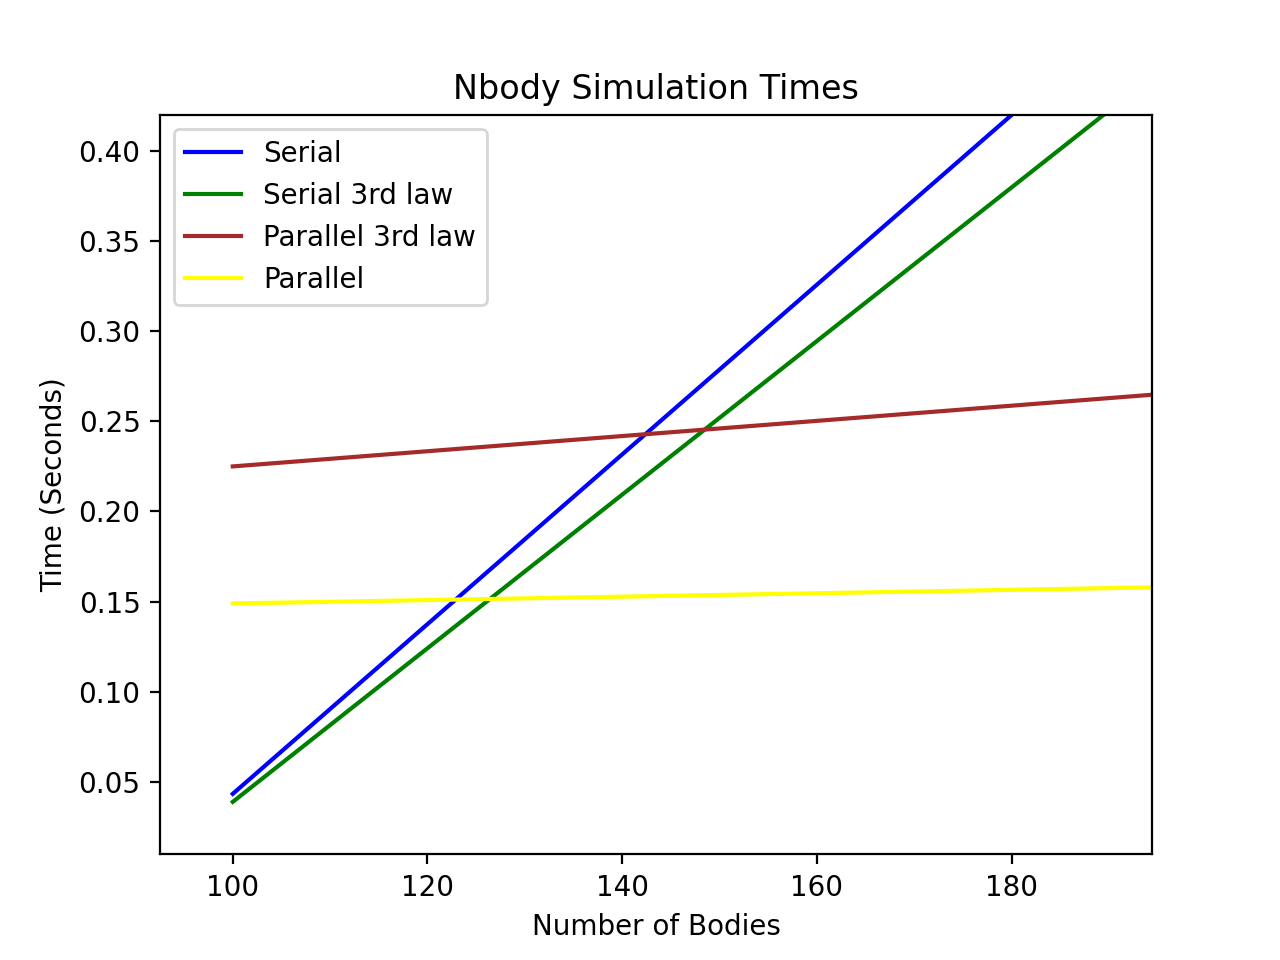 Nbody Simulation Times
Serial
Serial 3rd law
Parallel 3rd law
Parallel
0.40
0.35
0.30
0.25
0.20
0.15
0.10
0.05
Time (Seconds)
100 120 140 160 180
Number of Bodies